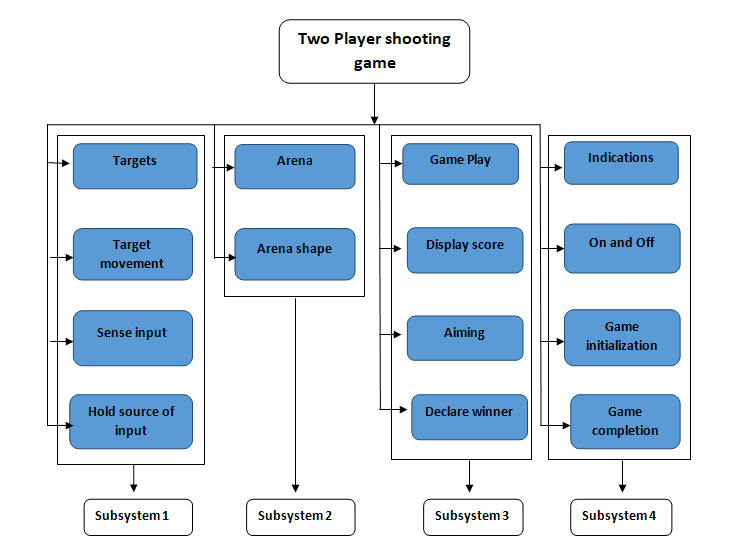 Two Player shooting
game
Targets
Target
movement
Sense input
Hold source of
input
Subsystem 1
Arena
Arena shape
Subsystem 2
Game Play
Display score
Aiming
Declare winner
Subsystem 3
Indications
On and Off
Game
initialization
Game
completion
Subsystem 4